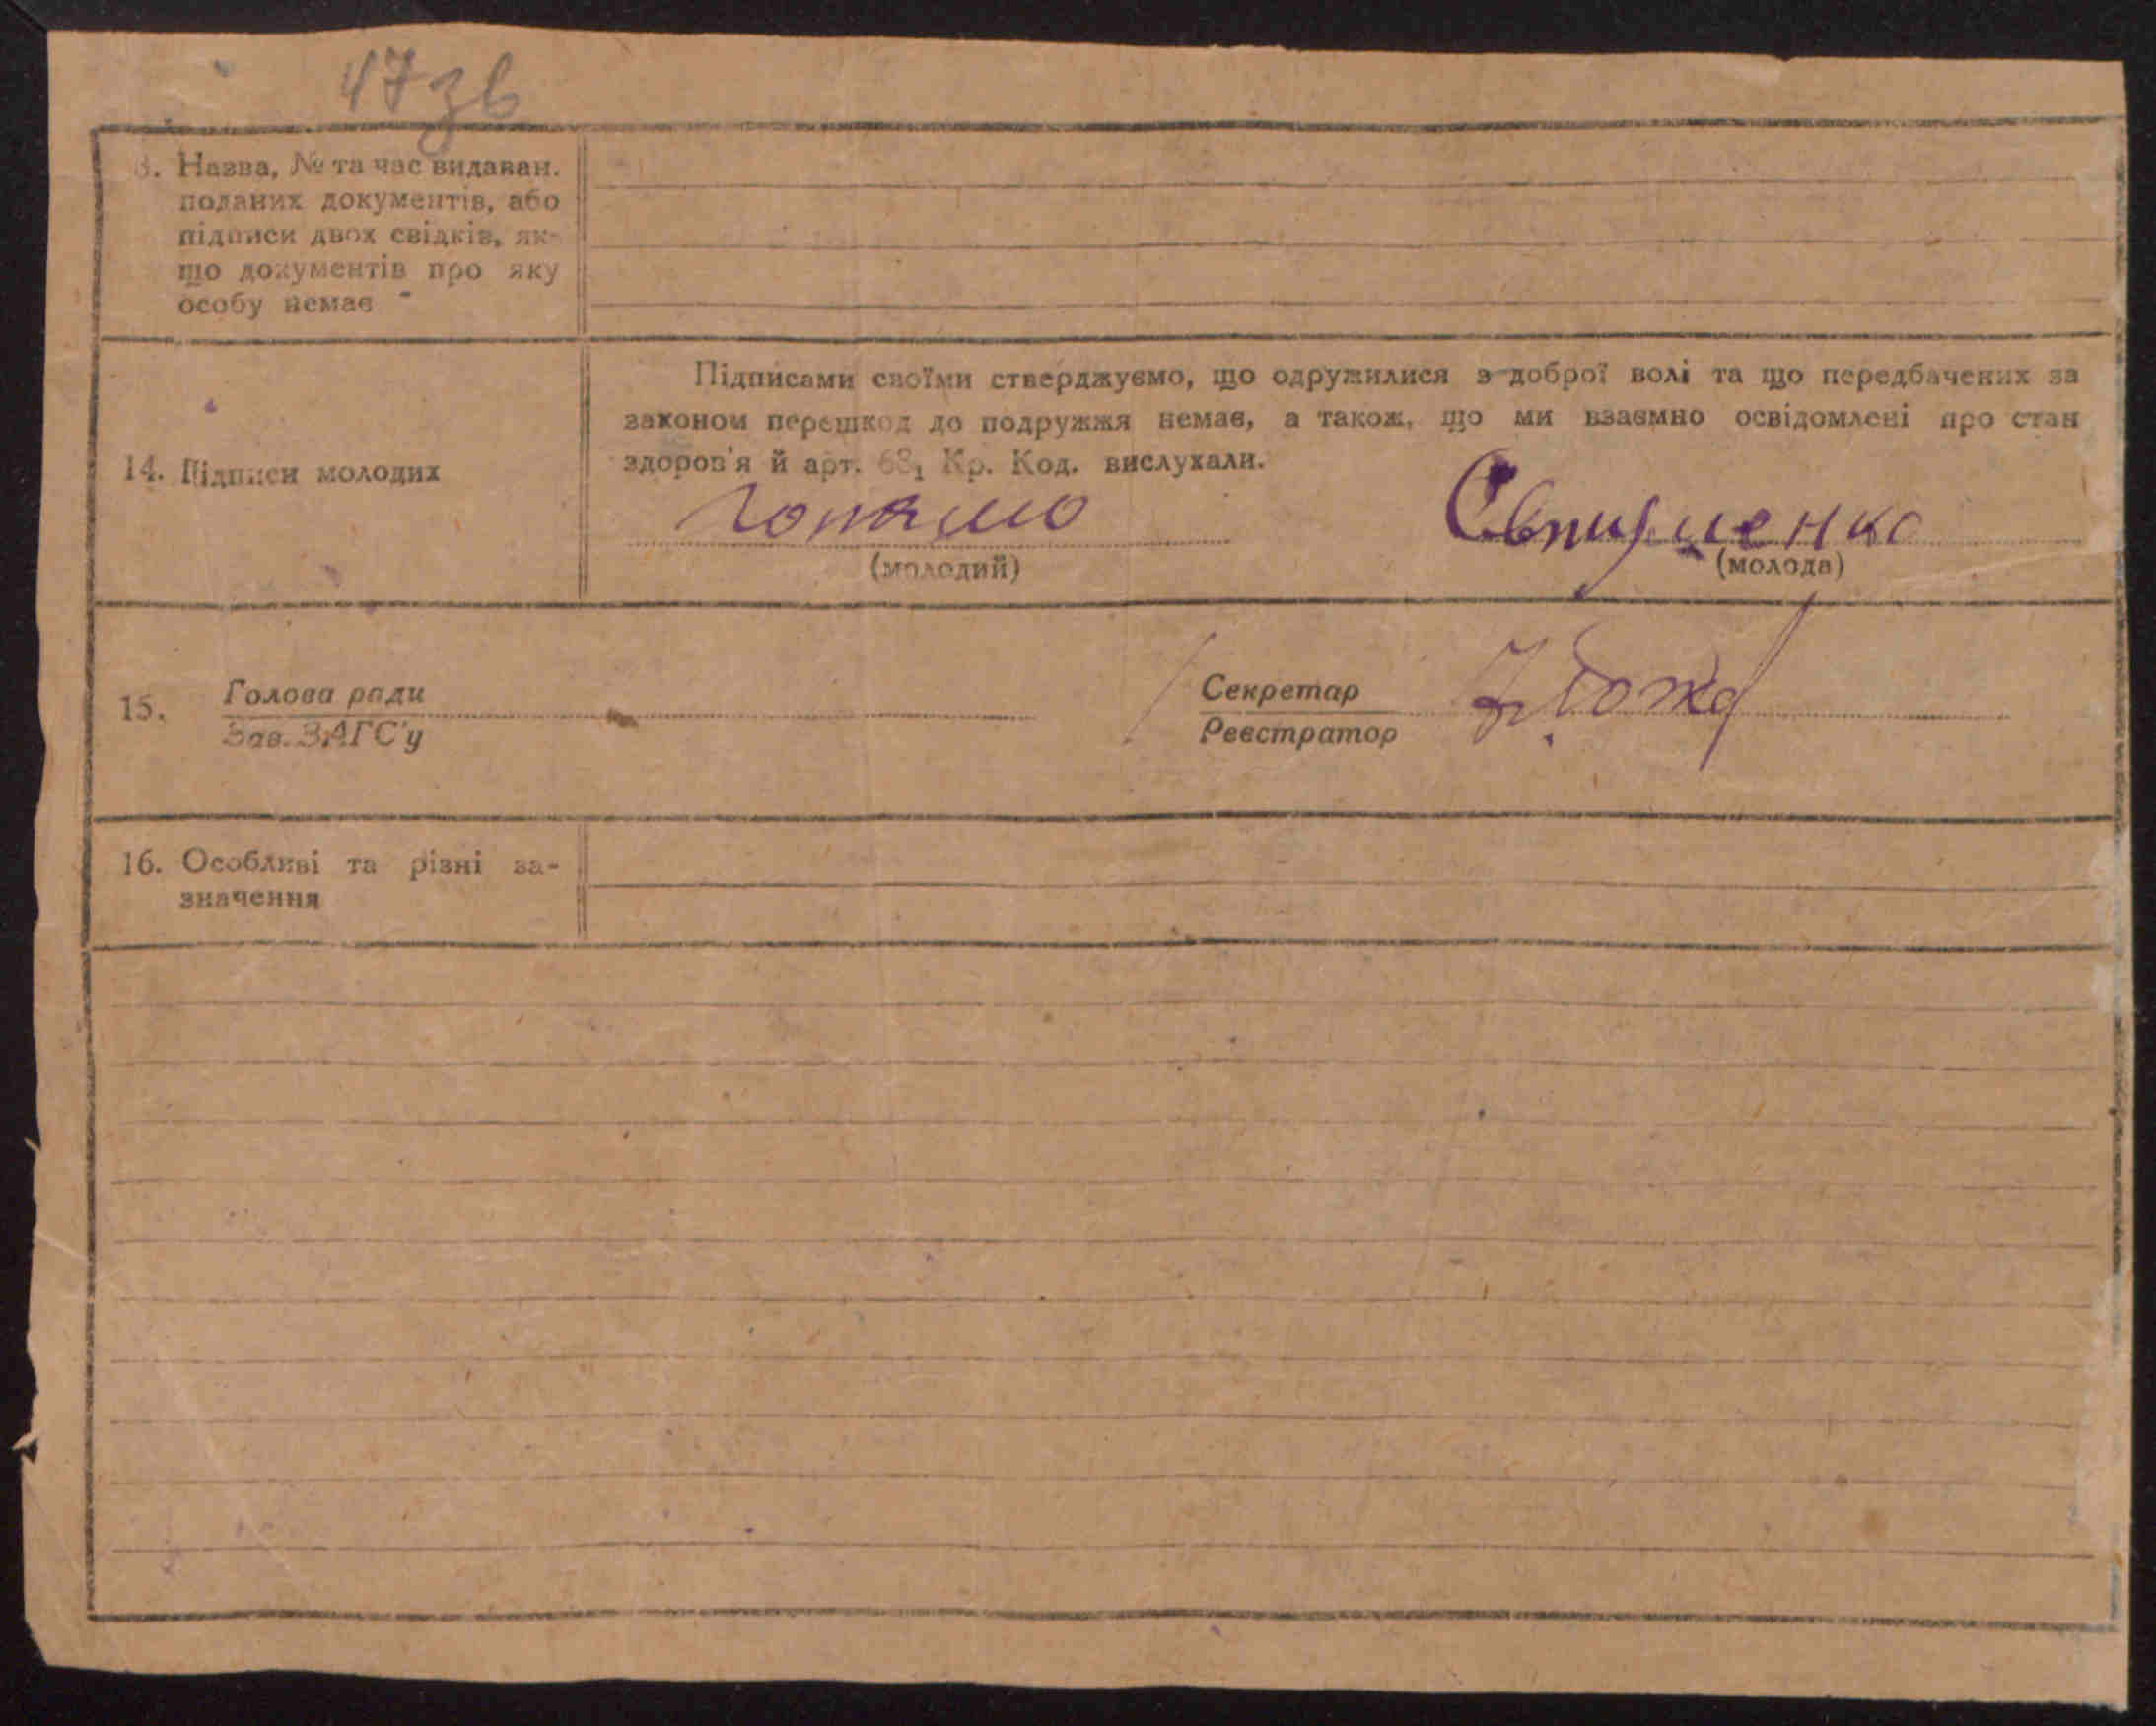 47зв
3. Назва, № та час видаван.
поданих документів, або
підписи двох свідків, як-
що документів про яку
особу немає
Підписами своїми стверджуємо, що одружилися з доброї волі та що передбачених за
законом перешкод до подружжя немає, а також, що ми взаємно освідомлені про стан
здоров'я й арт. 68₁ Кр. Код. вислухали.
14. Підписи молодих
(молодий)
(молода)
15. Голова ради
Зав. ЗАГС'у
Секретар
Реєстратор
16. Особливі та різні за-
значення